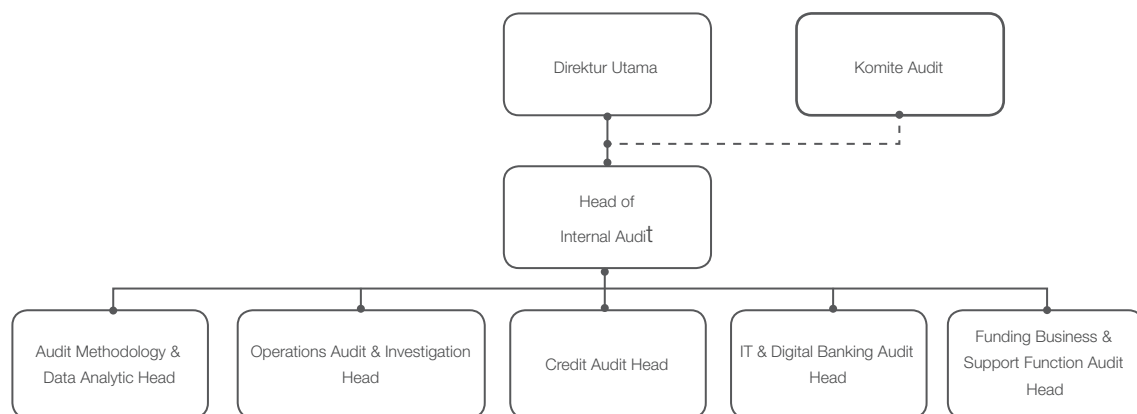 Direktur Utama
Komite Audit
Head of
Internal Audit
Audit Methodology &
Data Analytic Head
Operations Audit & Investigation
Head
Credit Audit Head
IT & Digital Banking Audit
Head
Funding Business &
Support Function Audit
Head